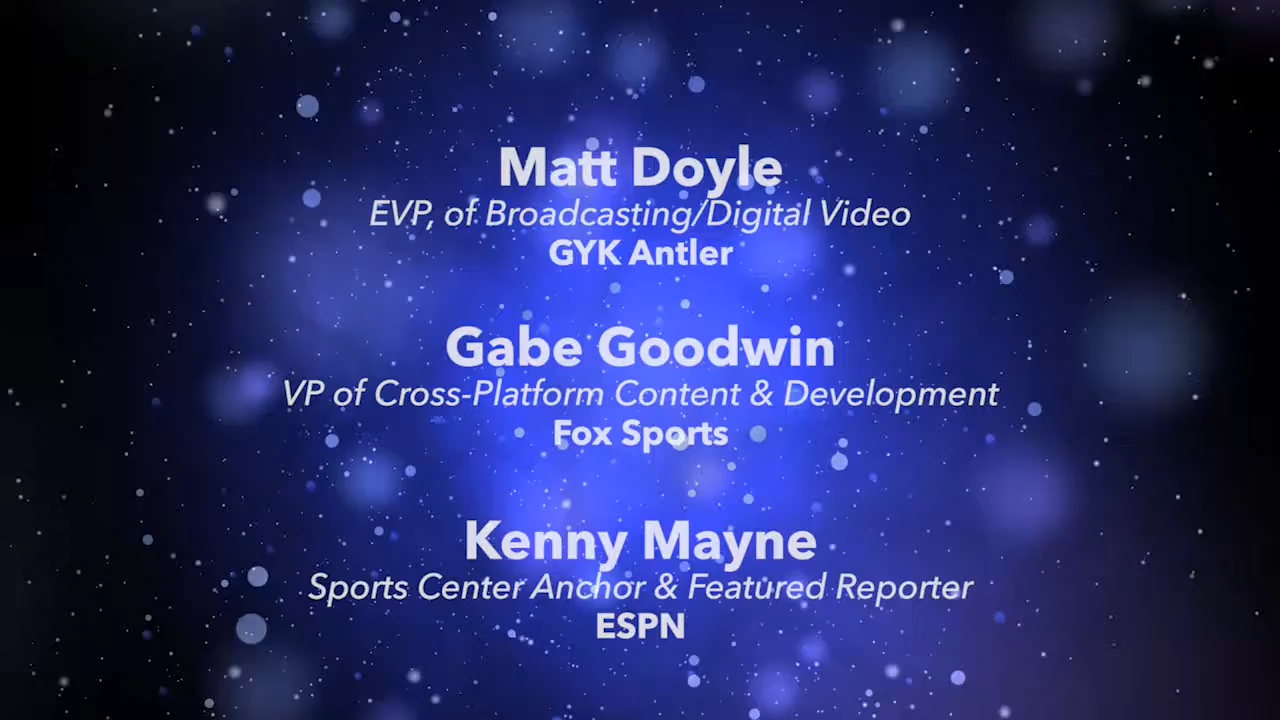 Matt Doyle
EVP, of Broadcasting/Digital Video
GYK Antler
Gabe Goodwin
VP of Cross-Platform Content & Development
Fox Sports
Kenny Mayne
Sports Center Anchor & Featured Reporter
ESPN